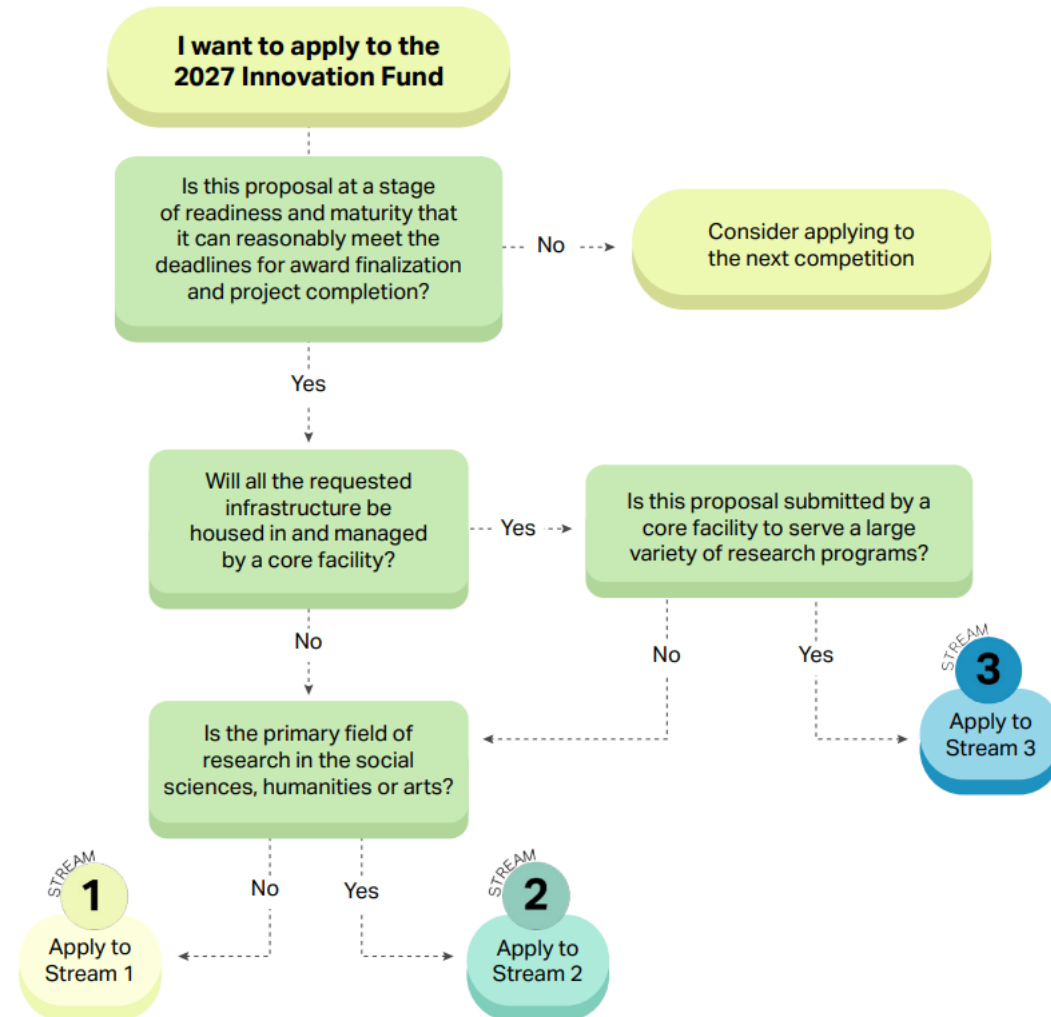 I want to apply to the
2027 Innovation Fund
Is this proposal at a stage
of readiness and maturity that
it can reasonably meet the
deadlines for award finalization
and project completion?
No
Consider applying to
the next competition
Yes
Will all the requested
infrastructure be
housed in and managed
by a core facility?
Yes
Is this proposal submitted by a
core facility to serve a large
variety of research programs?
No
No
Yes
STREAM
3
Apply to
Stream 3
Is the primary field of
research in the social
sciences, humanities or arts?
No
Yes
STREAM
1
Apply to
Stream 1
STREAM
2
Apply to
Stream 2